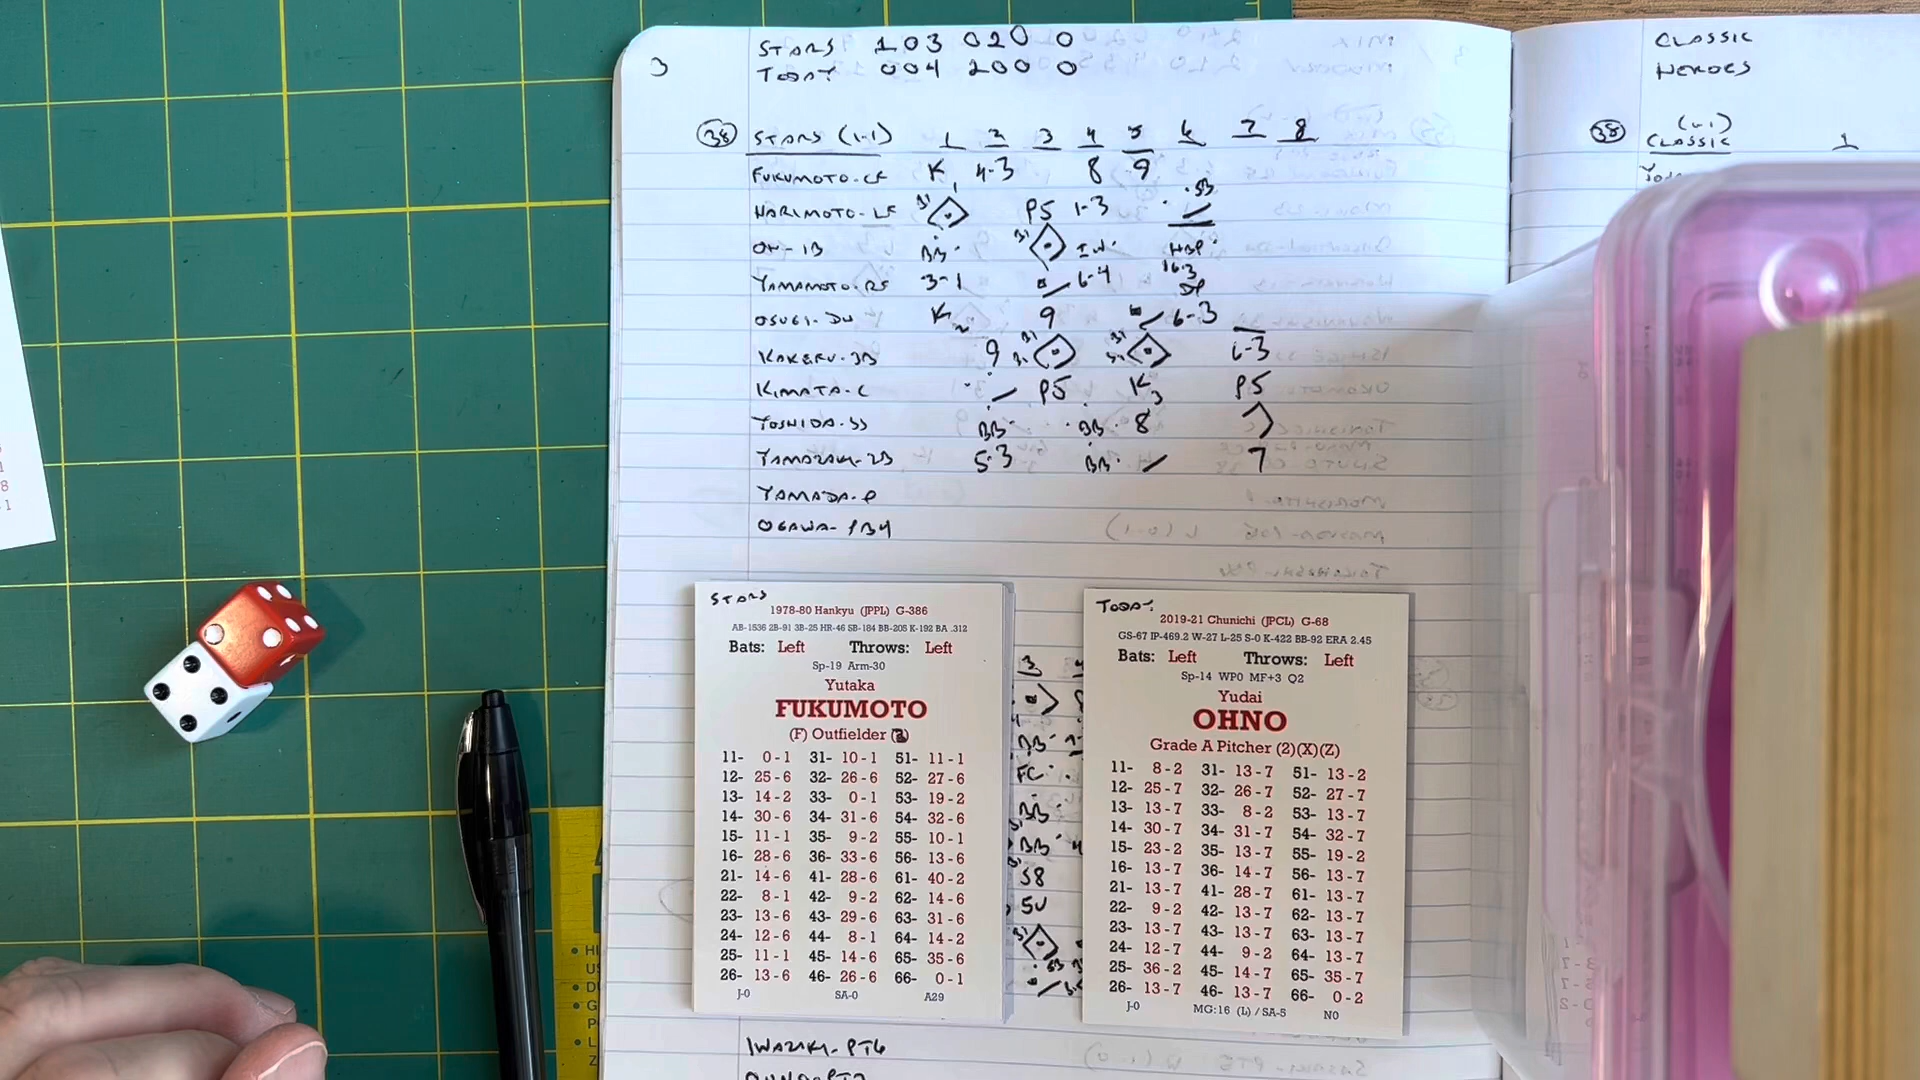 STARS 103 020 0
TODAY 004 200 0
3
38 STARS (1-1) 1 2 3 4 5 6 7 8
FUKUMOTO-CF K 4-3 8 9
HARIMOTO-LF P5 1-3 SB
OH-1B BB IW HBP
YAMAMOTO-RF 3-1 6-4 163 DP
OSUGI-DH K 9 6-3
KAKEFU-3B 9 6-3
KIMATA-C P5 K P5
YOSHIDA-SS BB BB 8
YAMAZAKI-2B 5-3 BB 7
YAMADA-P
OGAWA-PB4
CLASSIC
HEROES
38 (1-1)
CLASSIC 1
STARS
1978-80 Hankyu (JPPL) G-386
AB-1536 2B-91 3B-25 HR-46 SB-184 BB-205 K-192 BA .312
Bats: Left Throws: Left
Sp-19 Arm-30
Yutaka
FUKUMOTO
(F) Outfielder
11- 0-1 31- 10-1 51- 11-1
12- 25-6 32- 26-6 52- 27-6
13- 14-2 33- 0-1 53- 19-2
14- 30-6 34- 31-6 54- 32-6
15- 11-1 35- 9-2 55- 10-1
16- 28-6 36- 33-6 56- 13-6
21- 14-6 41- 28-6 61- 40-2
22- 8-1 42- 9-2 62- 14-6
23- 13-6 43- 29-6 63- 31-6
24- 12-6 44- 8-1 64- 14-2
25- 11-1 45- 14-6 65- 35-6
26- 13-6 46- 26-6 66- 0-1
J-0 SA-0 A29
TODAY
2019-21 Chunichi (JPCL) G-68
GS-67 IP-469.2 W-27 L-25 S-0 K-422 BB-92 ERA 2.45
Bats: Left Throws: Left
Sp-14 WP0 MF+3 Q2
Yudai
OHNO
Grade A Pitcher (2)(X)(Z)
11- 8-2 31- 13-7 51- 13-2
12- 25-7 32- 26-7 52- 27-7
13- 13-7 33- 8-2 53- 13-7
14- 30-7 34- 31-7 54- 32-7
15- 23-2 35- 13-7 55- 19-2
16- 13-7 36- 14-7 56- 13-7
21- 13-7 41- 28-7 61- 13-7
22- 9-2 42- 13-7 62- 13-7
23- 13-7 43- 13-7 63- 13-7
24- 12-7 44- 9-2 64- 13-7
25- 36-2 45- 14-7 65- 35-7
26- 13-7 46- 13-7 66- 0-2
J-0 MG:16 (L) / SA-5 N0
3
BB
FC
BB
BB
58
5U